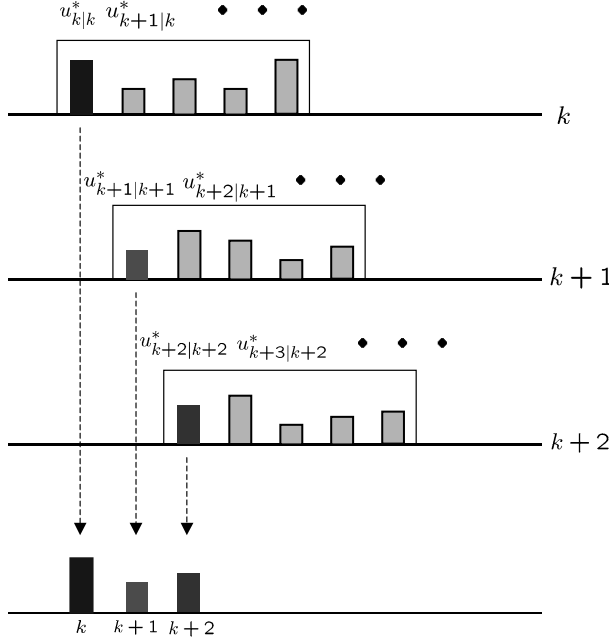 u*k|k u*k+1|k • • •
k
u*k+1|k+1 u*k+2|k+1 • • •
k + 1
u*k+2|k+2 u*k+3|k+2 • • •
k + 2
k k + 1 k + 2